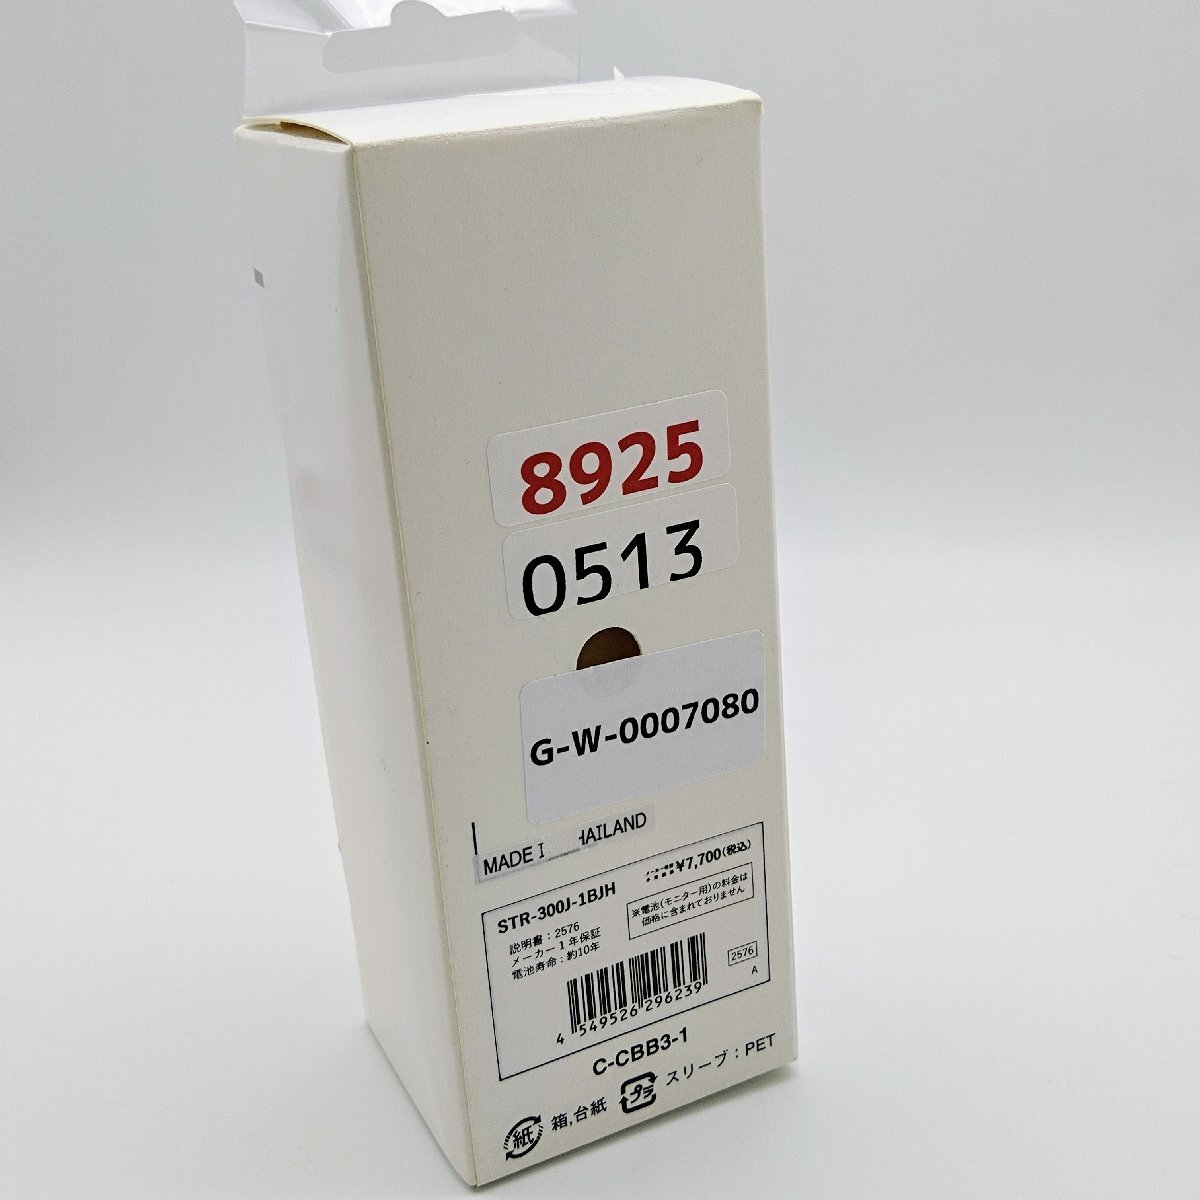 8925
0513
G-W-0007080
MADE I HAILAND
STR-300J-1BJH
¥7,700(税込)
説明書：2576
メーカー1年保証
電池寿命：約10年
※電池(モニター用)の料金は
価格に含まれておりません
2576
A
4 549526 296239
C-CBB3-1
紙
箱,台紙
プラ
スリーブ：PET